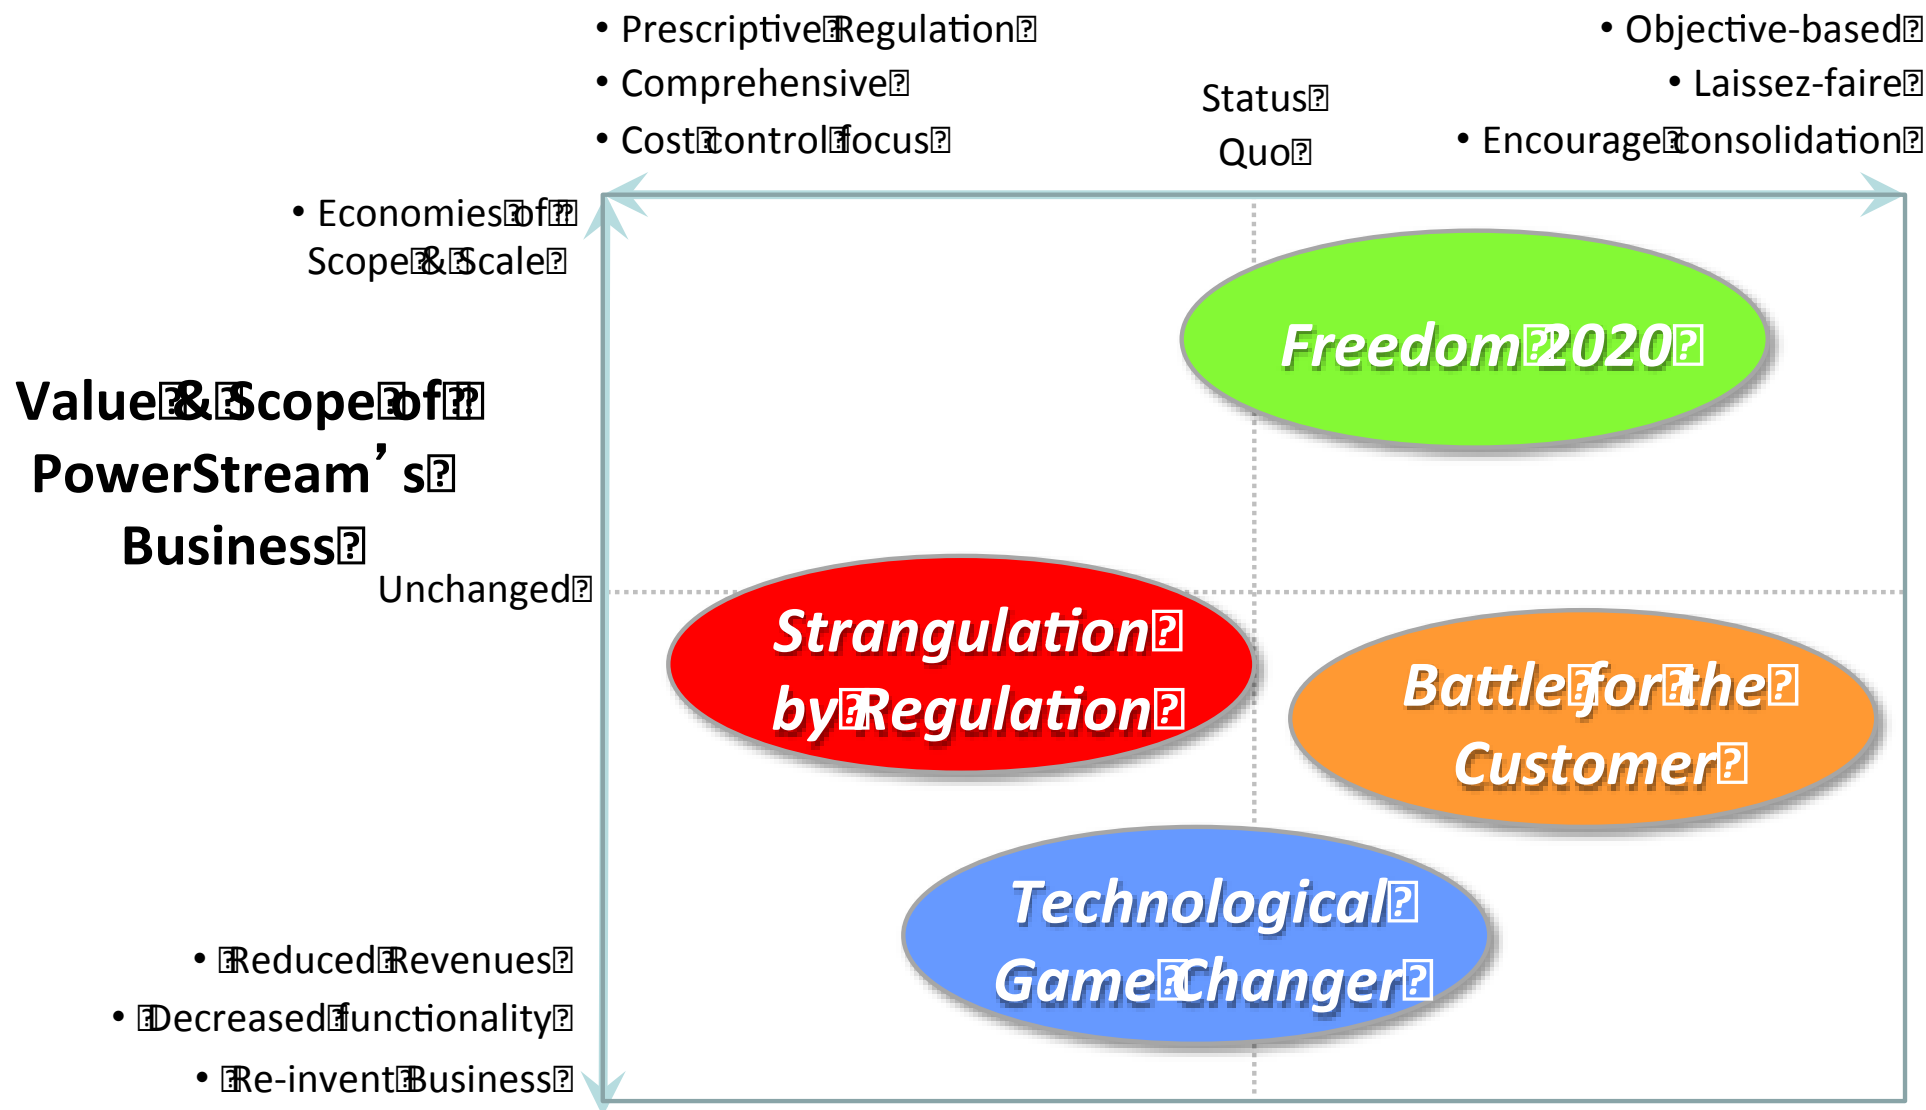 • Prescriptive Regulation
• Comprehensive
• Cost control focus
Status
Quo
• Objective-based
• Laissez-faire
• Encourage consolidation
• Economies of
Scope & Scale
Value & Scope of
PowerStream’s
Business
Unchanged
• Reduced Revenues
• Decreased functionality
• Re-invent Business
Freedom 2020
Strangulation
by Regulation
Battle for the
Customer
Technological
Game Changer